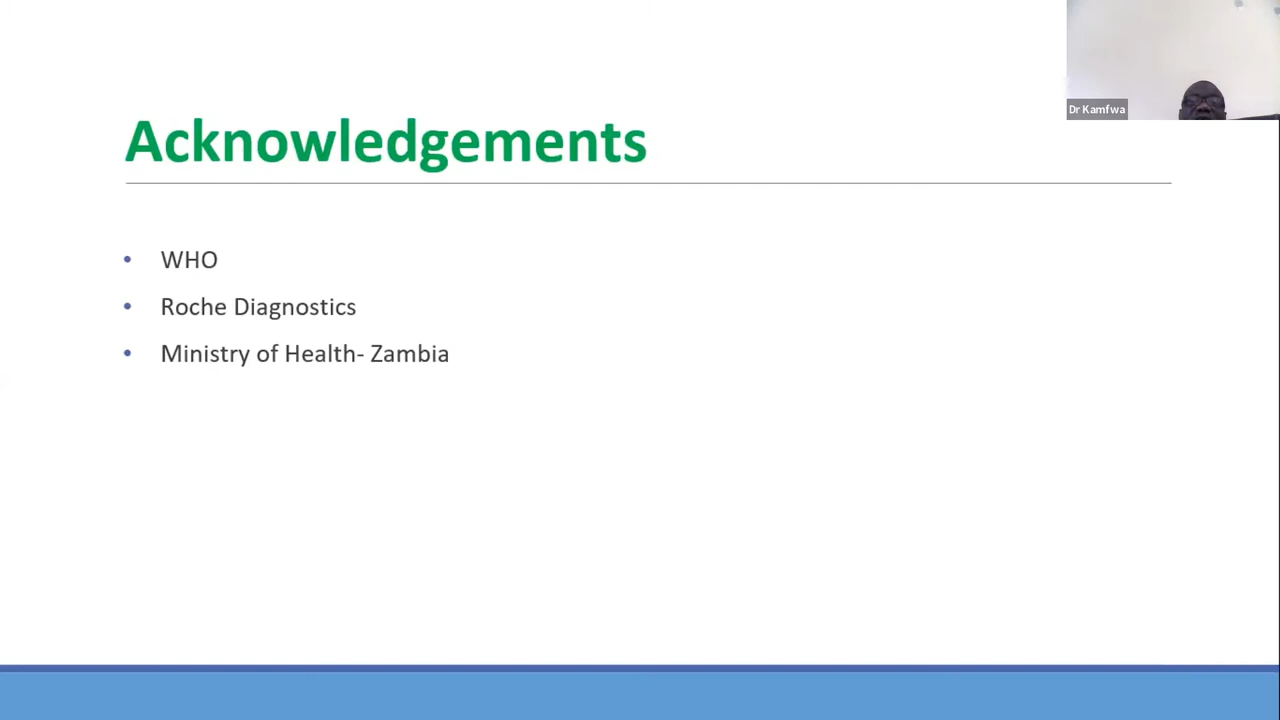 Dr Kamfwa
Acknowledgements
• WHO
• Roche Diagnostics
• Ministry of Health- Zambia